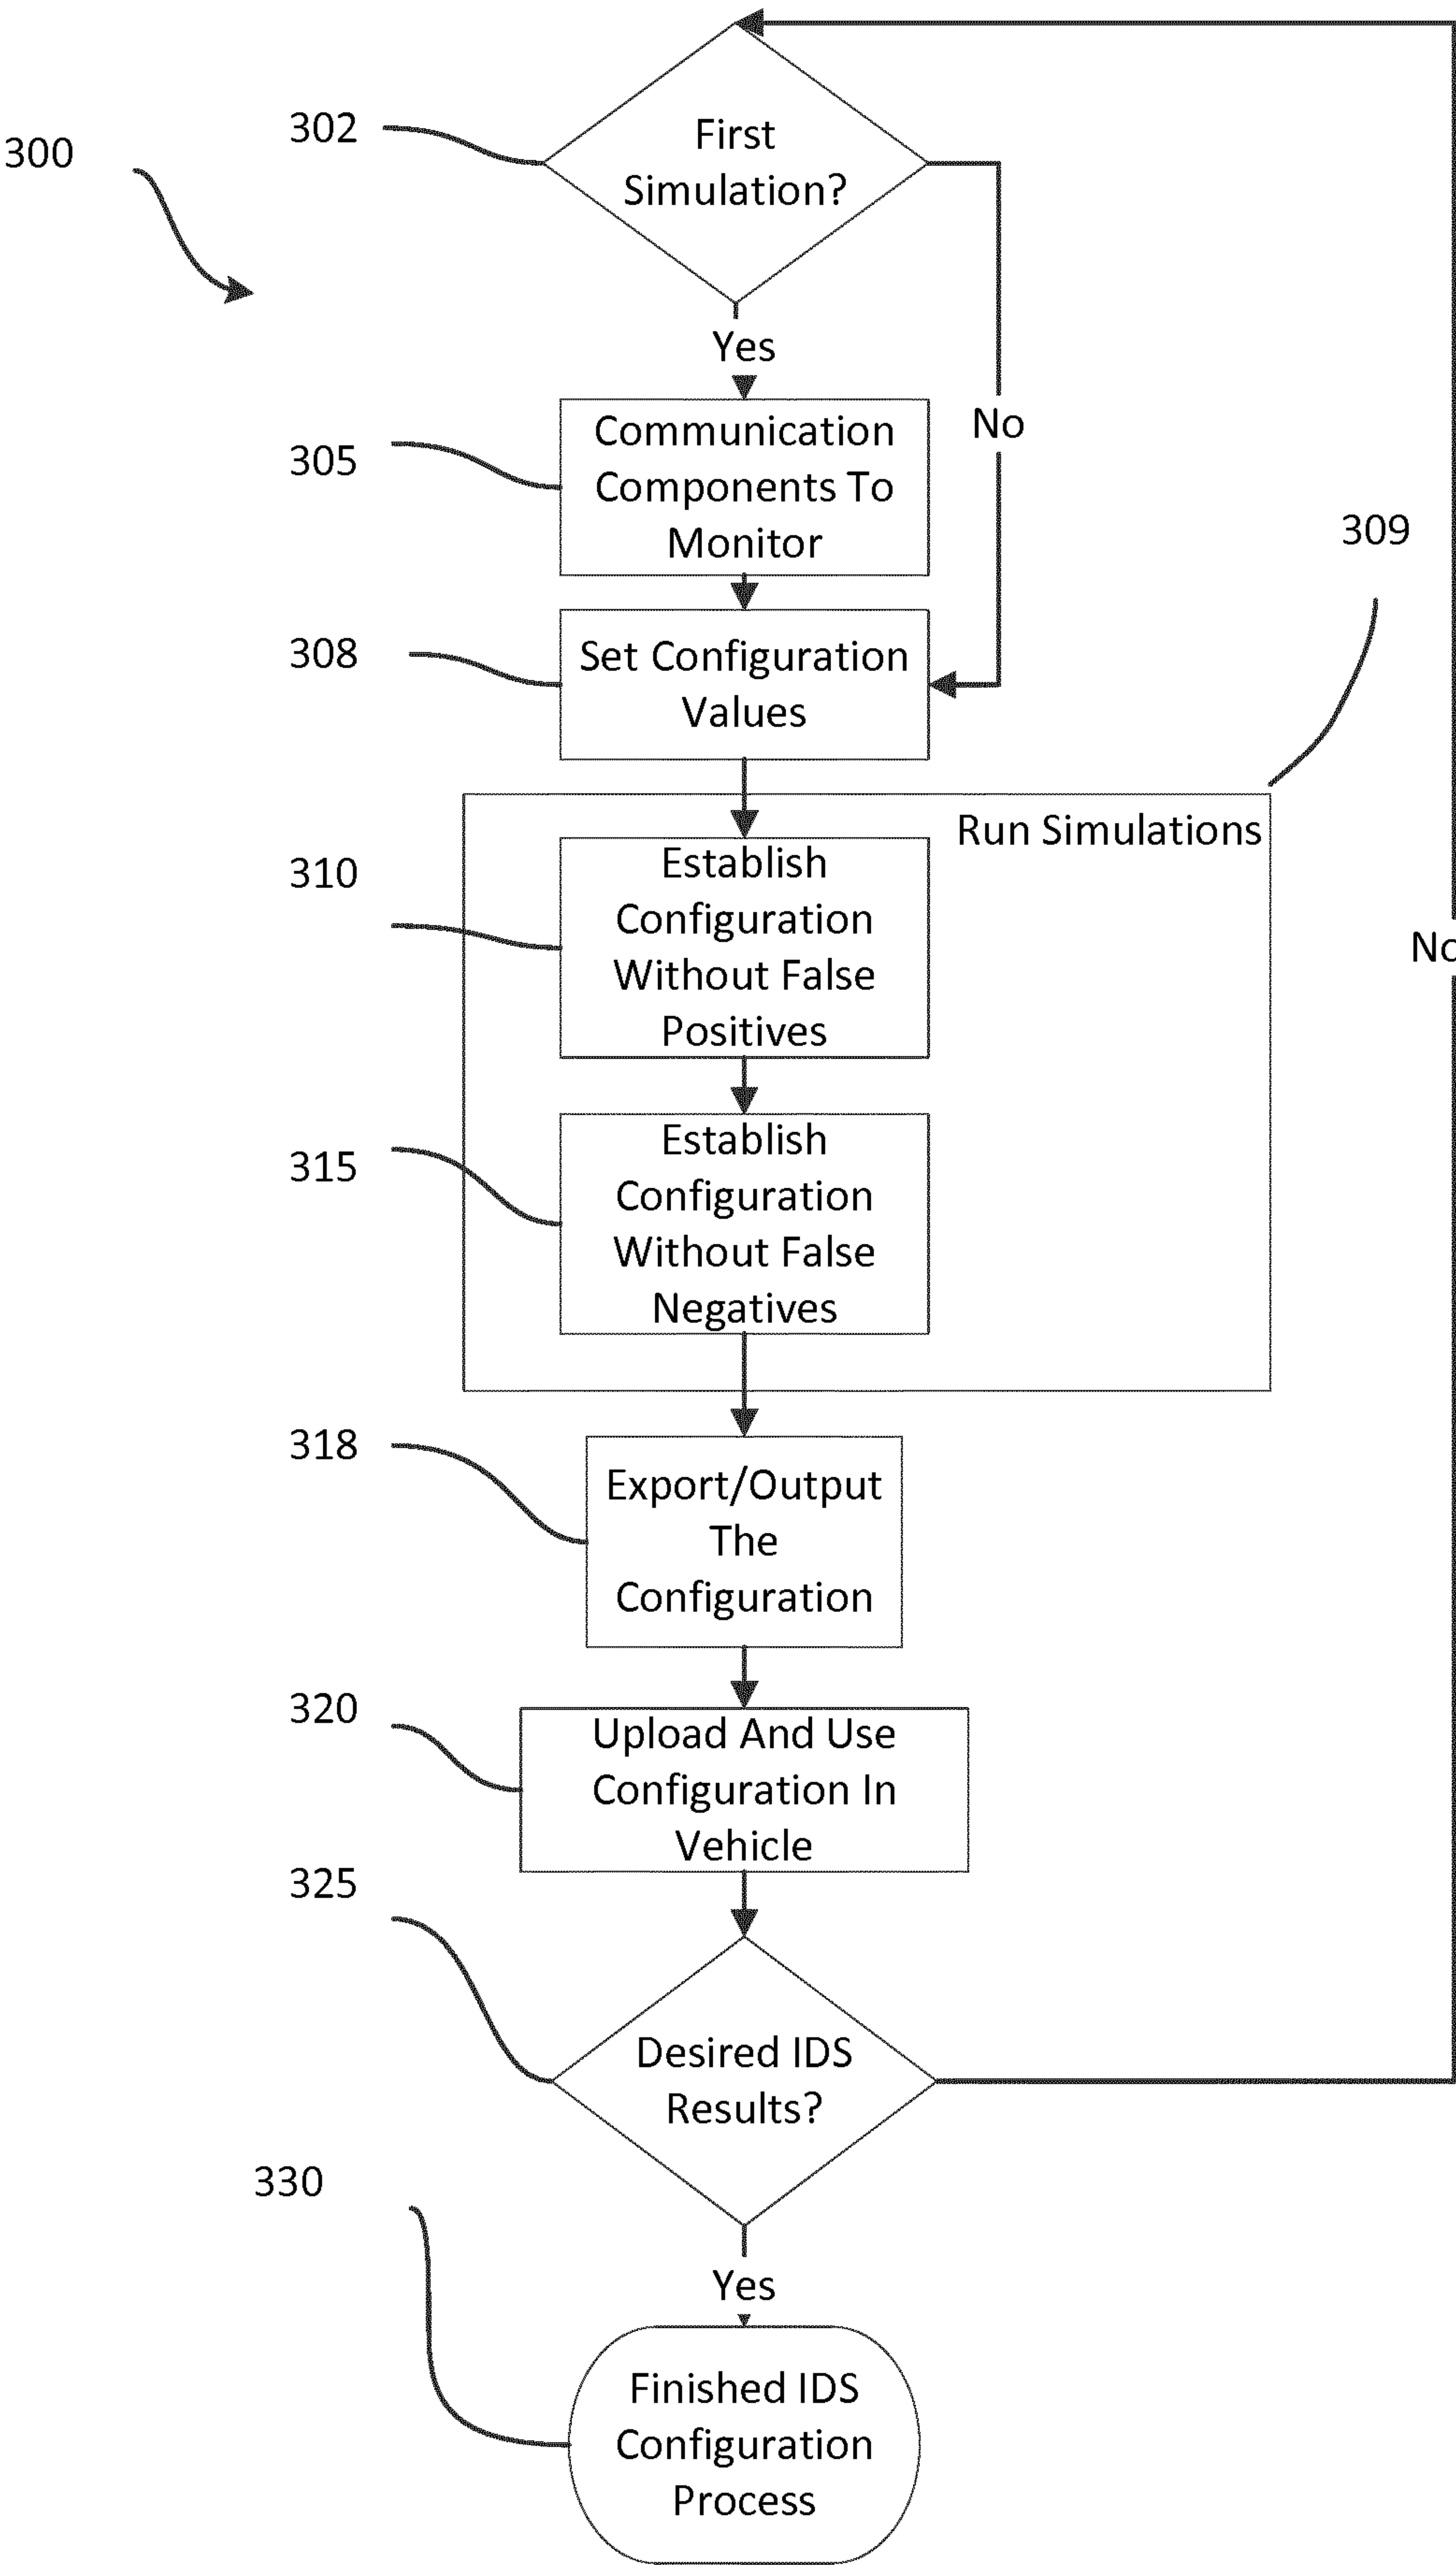 300
302
First
Simulation?
Yes
No
305
Communication
Components To
Monitor
309
308
Set Configuration
Values
Run Simulations
310
Establish
Configuration
Without False
Positives
No
315
Establish
Configuration
Without False
Negatives
318
Export/Output
The
Configuration
320
Upload And Use
Configuration In
Vehicle
325
Desired IDS
Results?
330
Yes
Finished IDS
Configuration
Process